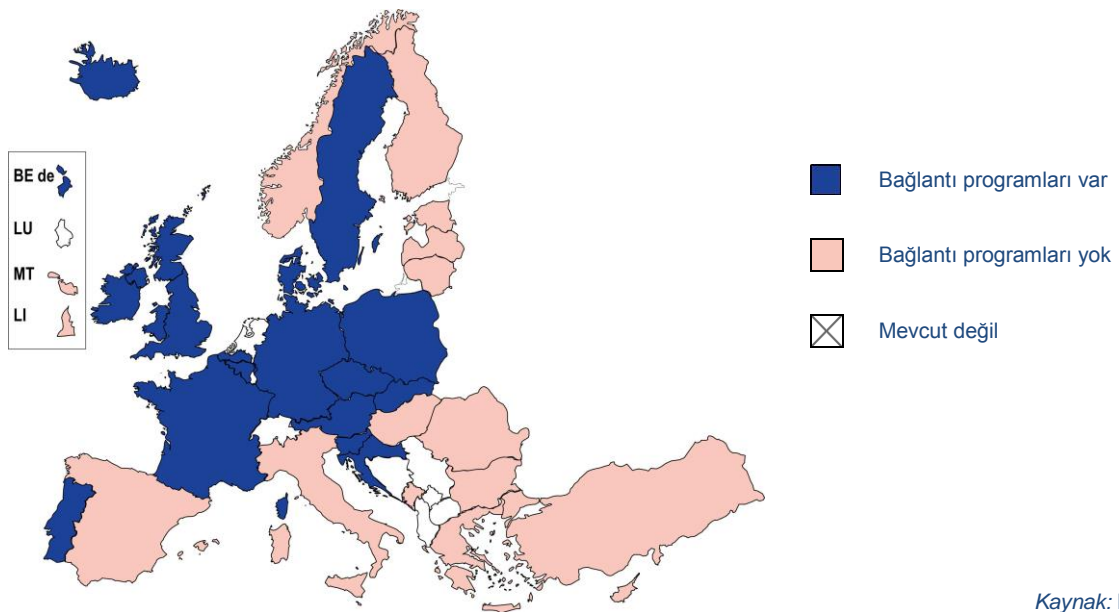 BE de
LU
MT
LI
Bağlantı programları var
Bağlantı programları yok
Mevcut değil
Kaynak: